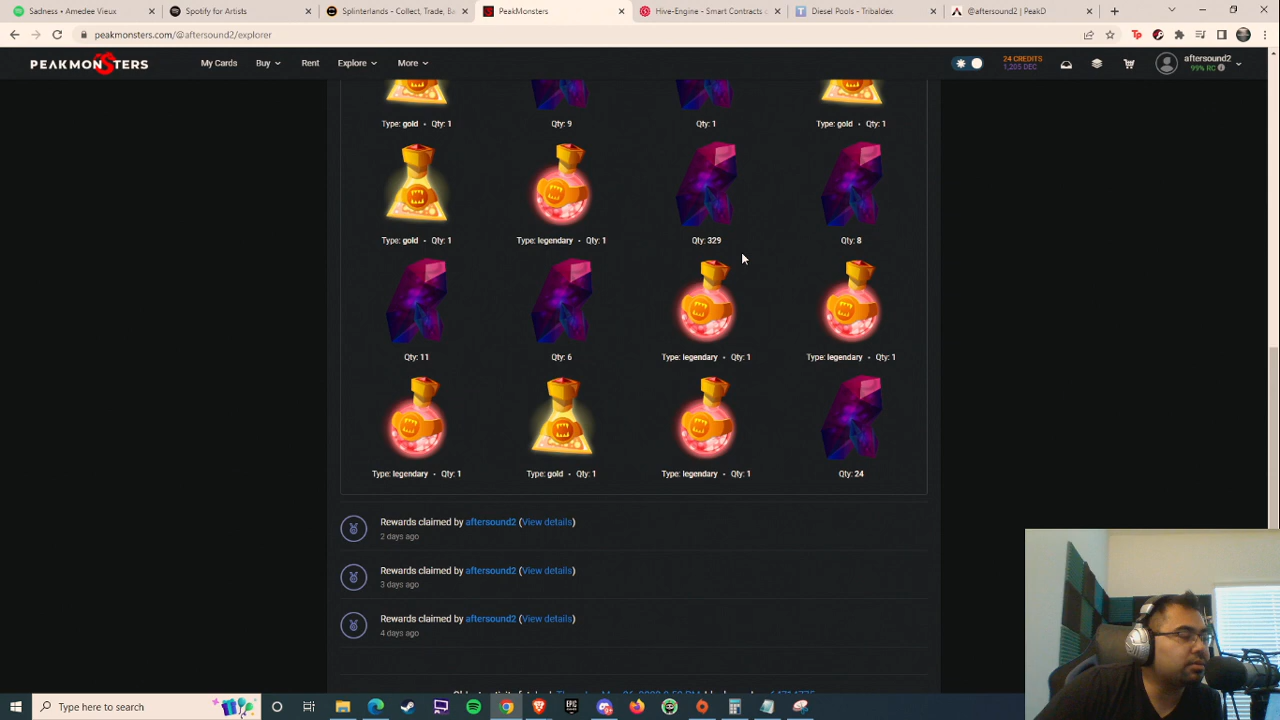 Sadness - Amedee Vieux
Spotify for Artists
Splinterlands - Collect, Trade, Ba
PeakMonsters
Hive-Engine - Smart Contracts o
Diesel Pools - Tribaldex
@aftersound2 | PeakD
peakmonsters.com/@aftersound2/explorer
PEAKMONSTERS
My Cards
Buy
Rent
Explore
More
24 CREDITS
1,205 DEC
aftersound2
99% RC
Type: gold • Qty: 1
Qty: 9
Qty: 1
Type: gold • Qty: 1
Type: gold • Qty: 1
Type: legendary • Qty: 1
Qty: 329
Qty: 8
Qty: 11
Qty: 6
Type: legendary • Qty: 1
Type: legendary • Qty: 1
Type: legendary • Qty: 1
Type: gold • Qty: 1
Type: legendary • Qty: 1
Qty: 24
Rewards claimed by aftersound2 (View details)
2 days ago
Rewards claimed by aftersound2 (View details)
3 days ago
Rewards claimed by aftersound2 (View details)
4 days ago
Type here to search